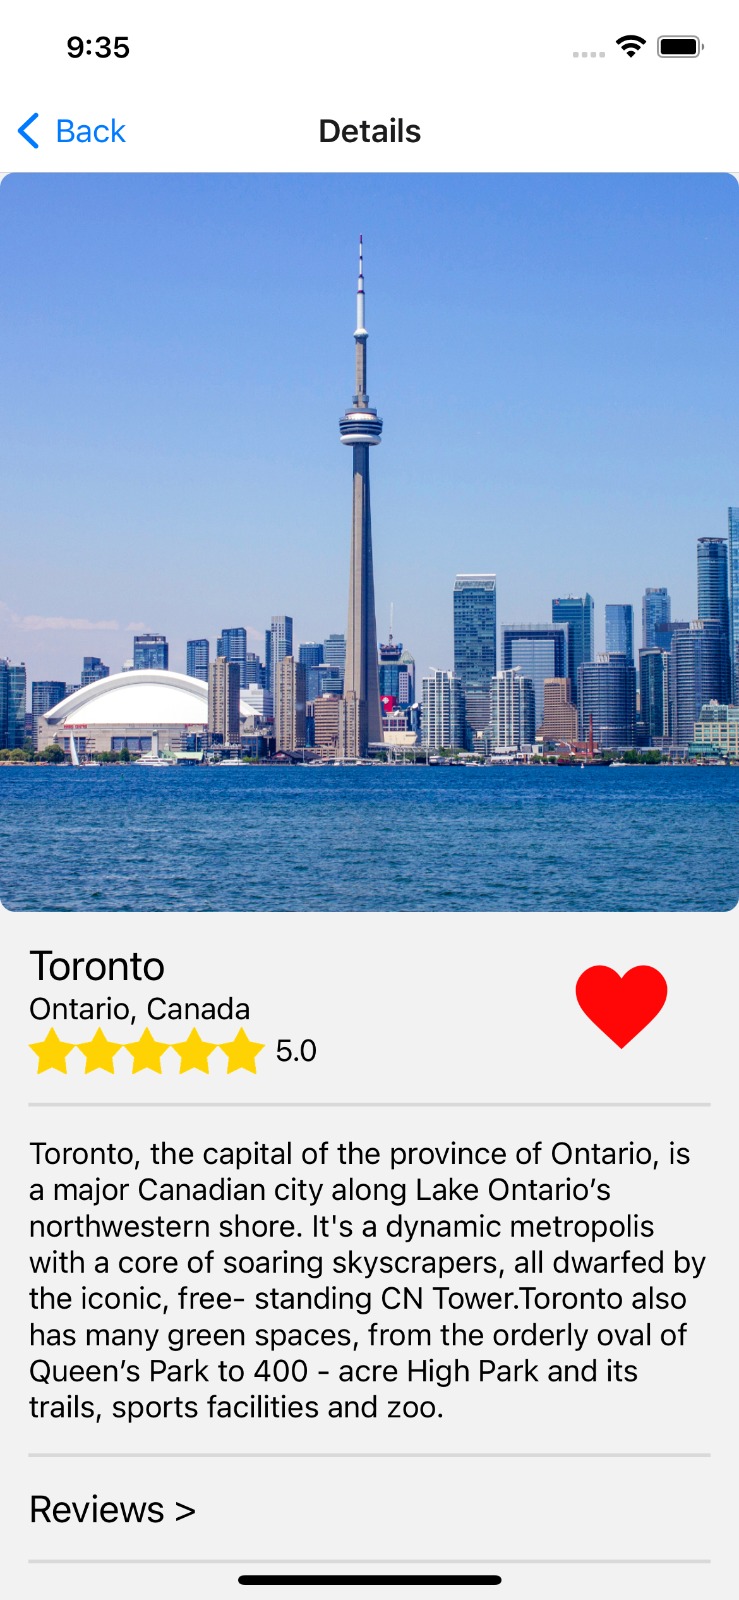 9:35
Back
Details
Toronto
Ontario, Canada
5.0
Toronto, the capital of the province of Ontario, is
a major Canadian city along Lake Ontario’s
northwestern shore. It's a dynamic metropolis
with a core of soaring skyscrapers, all dwarfed by
the iconic, free- standing CN Tower.Toronto also
has many green spaces, from the orderly oval of
Queen’s Park to 400 - acre High Park and its
trails, sports facilities and zoo.
Reviews >